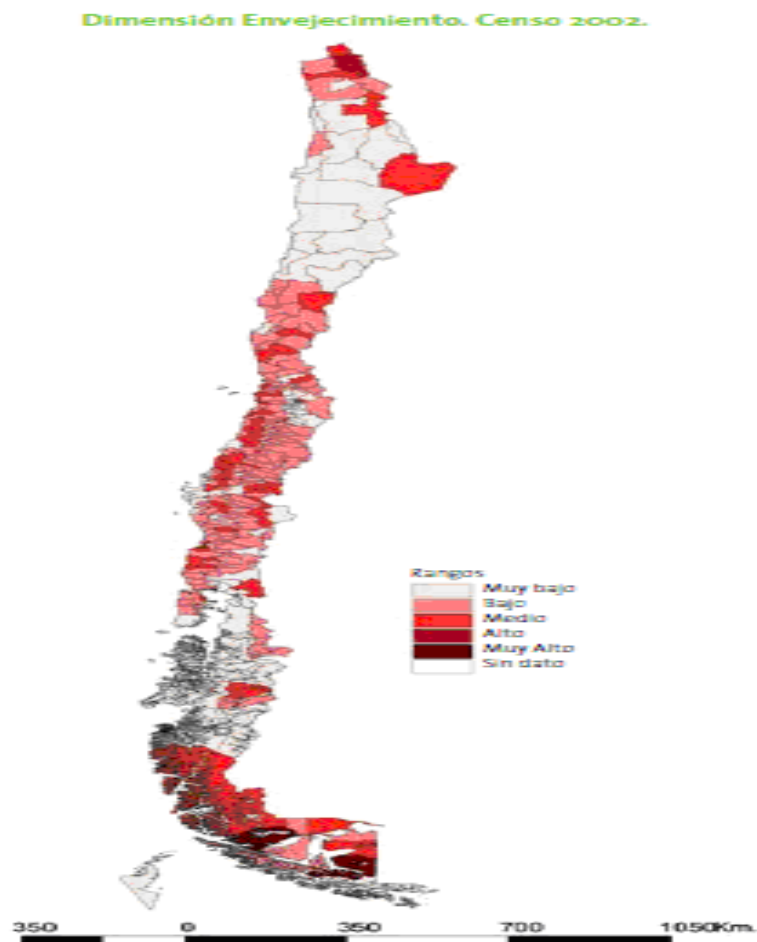 Dimensión Envejecimiento. Censo 2002.
Rangos
Muy bajo
Bajo
Medio
Alto
Muy Alto
Sin dato
350 0 350 700 1050Km.